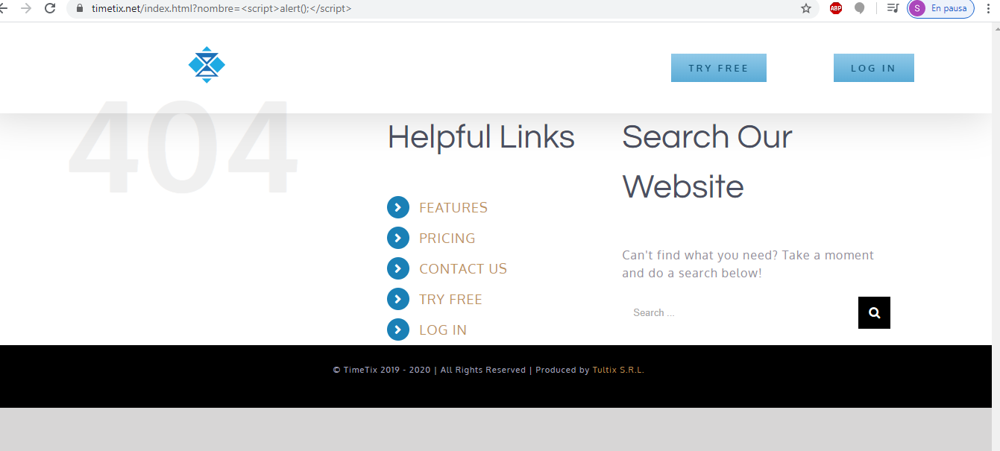 timetix.net/index.html?nombre=<script>alert();</script>
ABP
S
En pausa
TRY FREE
LOG IN
404
Helpful Links
FEATURES
PRICING
CONTACT US
TRY FREE
LOG IN
Search Our
Website
Can't find what you need? Take a moment
and do a search below!
Search ...
© TimeTix 2019 - 2020 | All Rights Reserved | Produced by Tultix S.R.L.